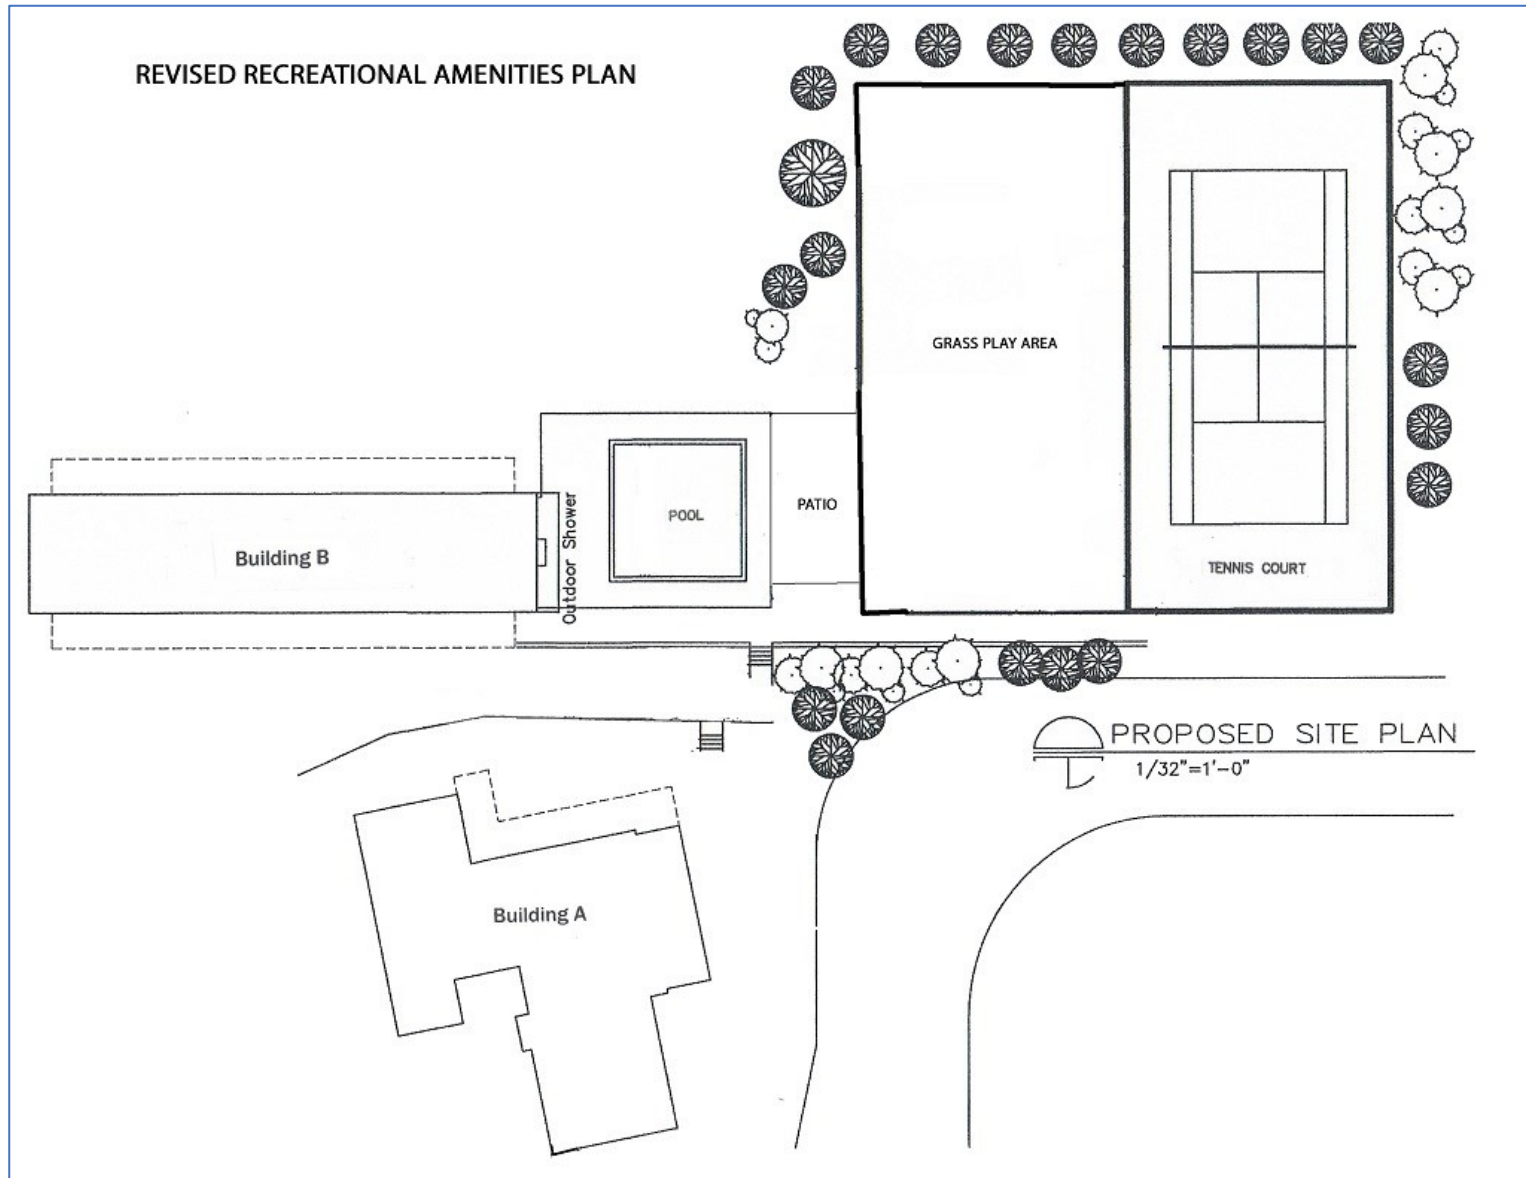 REVISED RECREATIONAL AMENITIES PLAN
GRASS PLAY AREA
PATIO
POOL
Outdoor Shower
Building B
TENNIS COURT
PROPOSED SITE PLAN
1/32"=1'-0"
Building A